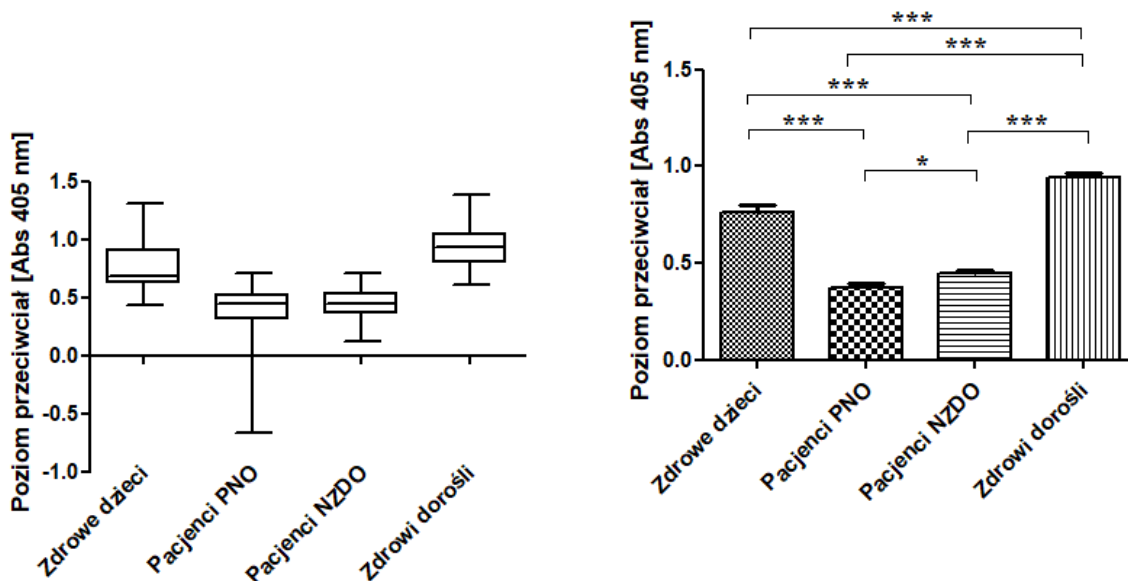 Poziom przeciwciał [Abs 405 nm]
1.5
1.0
0.5
0.0
-0.5
-1.0
Zdrowe dzieci
Pacjenci PNO
Pacjenci NZDO
Zdrowi dorośli
Poziom przeciwciał [Abs 405 nm]
1.5
1.0
0.5
0.0
***
***
***
***
***
*
Zdrowe dzieci
Pacjenci PNO
Pacjenci NZDO
Zdrowi dorośli